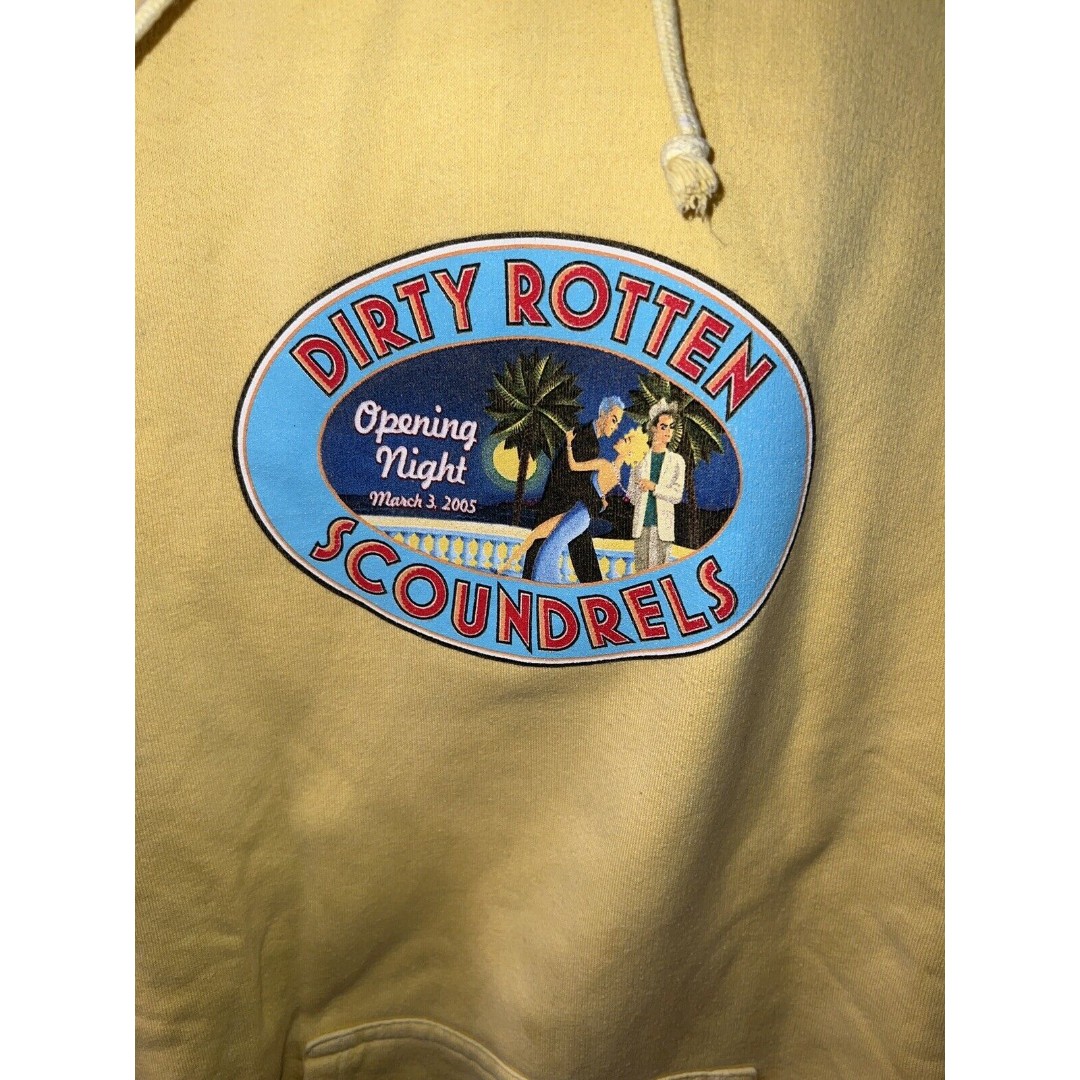 DIRTY ROTTEN
Opening
Night
March 3, 2005
SCOUNDRELS